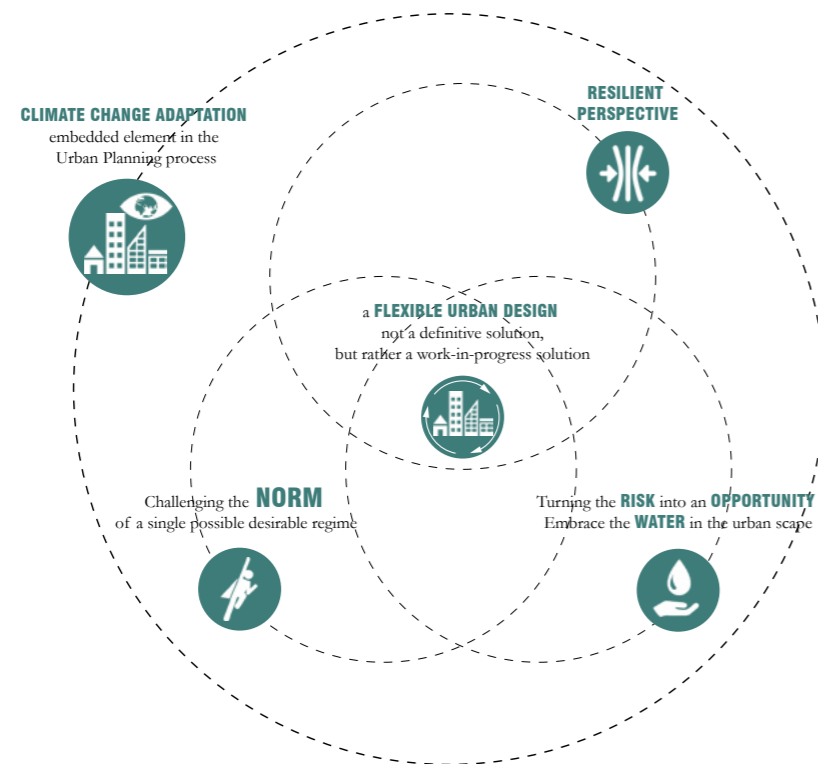 CLIMATE CHANGE ADAPTATION
embedded element in the
Urban Planning process
RESILIENT
PERSPECTIVE
a FLEXIBLE URBAN DESIGN
not a definitive solution,
but rather a work-in-progress solution
Challenging the NORM
of a single possible desirable regime
Turning the RISK into an OPPORTUNITY
Embrace the WATER in the urban scape